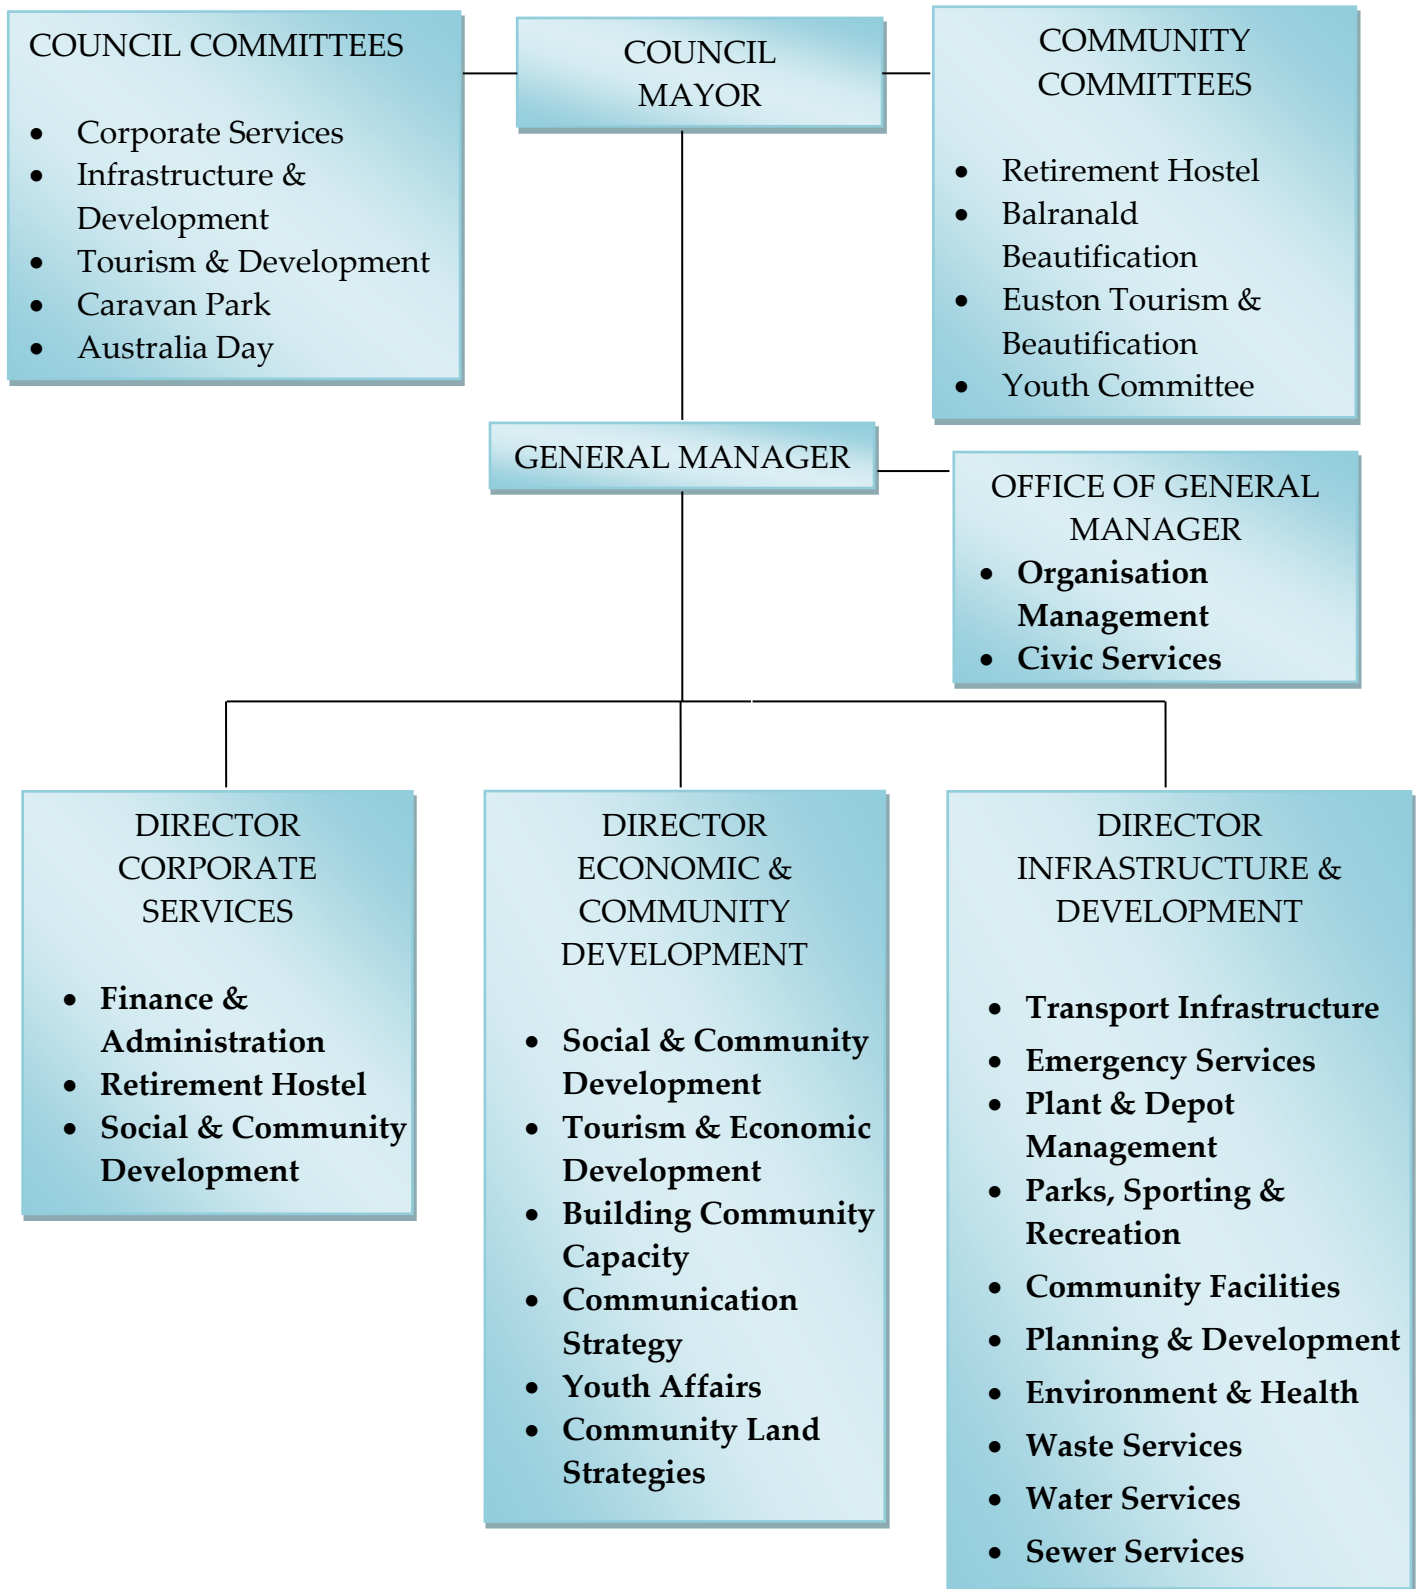 COUNCIL COMMITTEES
• Corporate Services
• Infrastructure &
Development
• Tourism & Development
• Caravan Park
• Australia Day
COUNCIL
MAYOR
COMMUNITY
COMMITTEES
• Retirement Hostel
• Balranald
Beautification
• Euston Tourism &
Beautification
• Youth Committee
GENERAL MANAGER
OFFICE OF GENERAL
MANAGER
• Organisation
Management
• Civic Services
DIRECTOR
CORPORATE
SERVICES
• Finance &
Administration
• Retirement Hostel
• Social & Community
Development
DIRECTOR
ECONOMIC &
COMMUNITY
DEVELOPMENT
• Social & Community
Development
• Tourism & Economic
Development
• Building Community
Capacity
• Communication
Strategy
• Youth Affairs
• Community Land
Strategies
DIRECTOR
INFRASTRUCTURE &
DEVELOPMENT
• Transport Infrastructure
• Emergency Services
• Plant & Depot
Management
• Parks, Sporting &
Recreation
• Community Facilities
• Planning & Development
• Environment & Health
• Waste Services
• Water Services
• Sewer Services